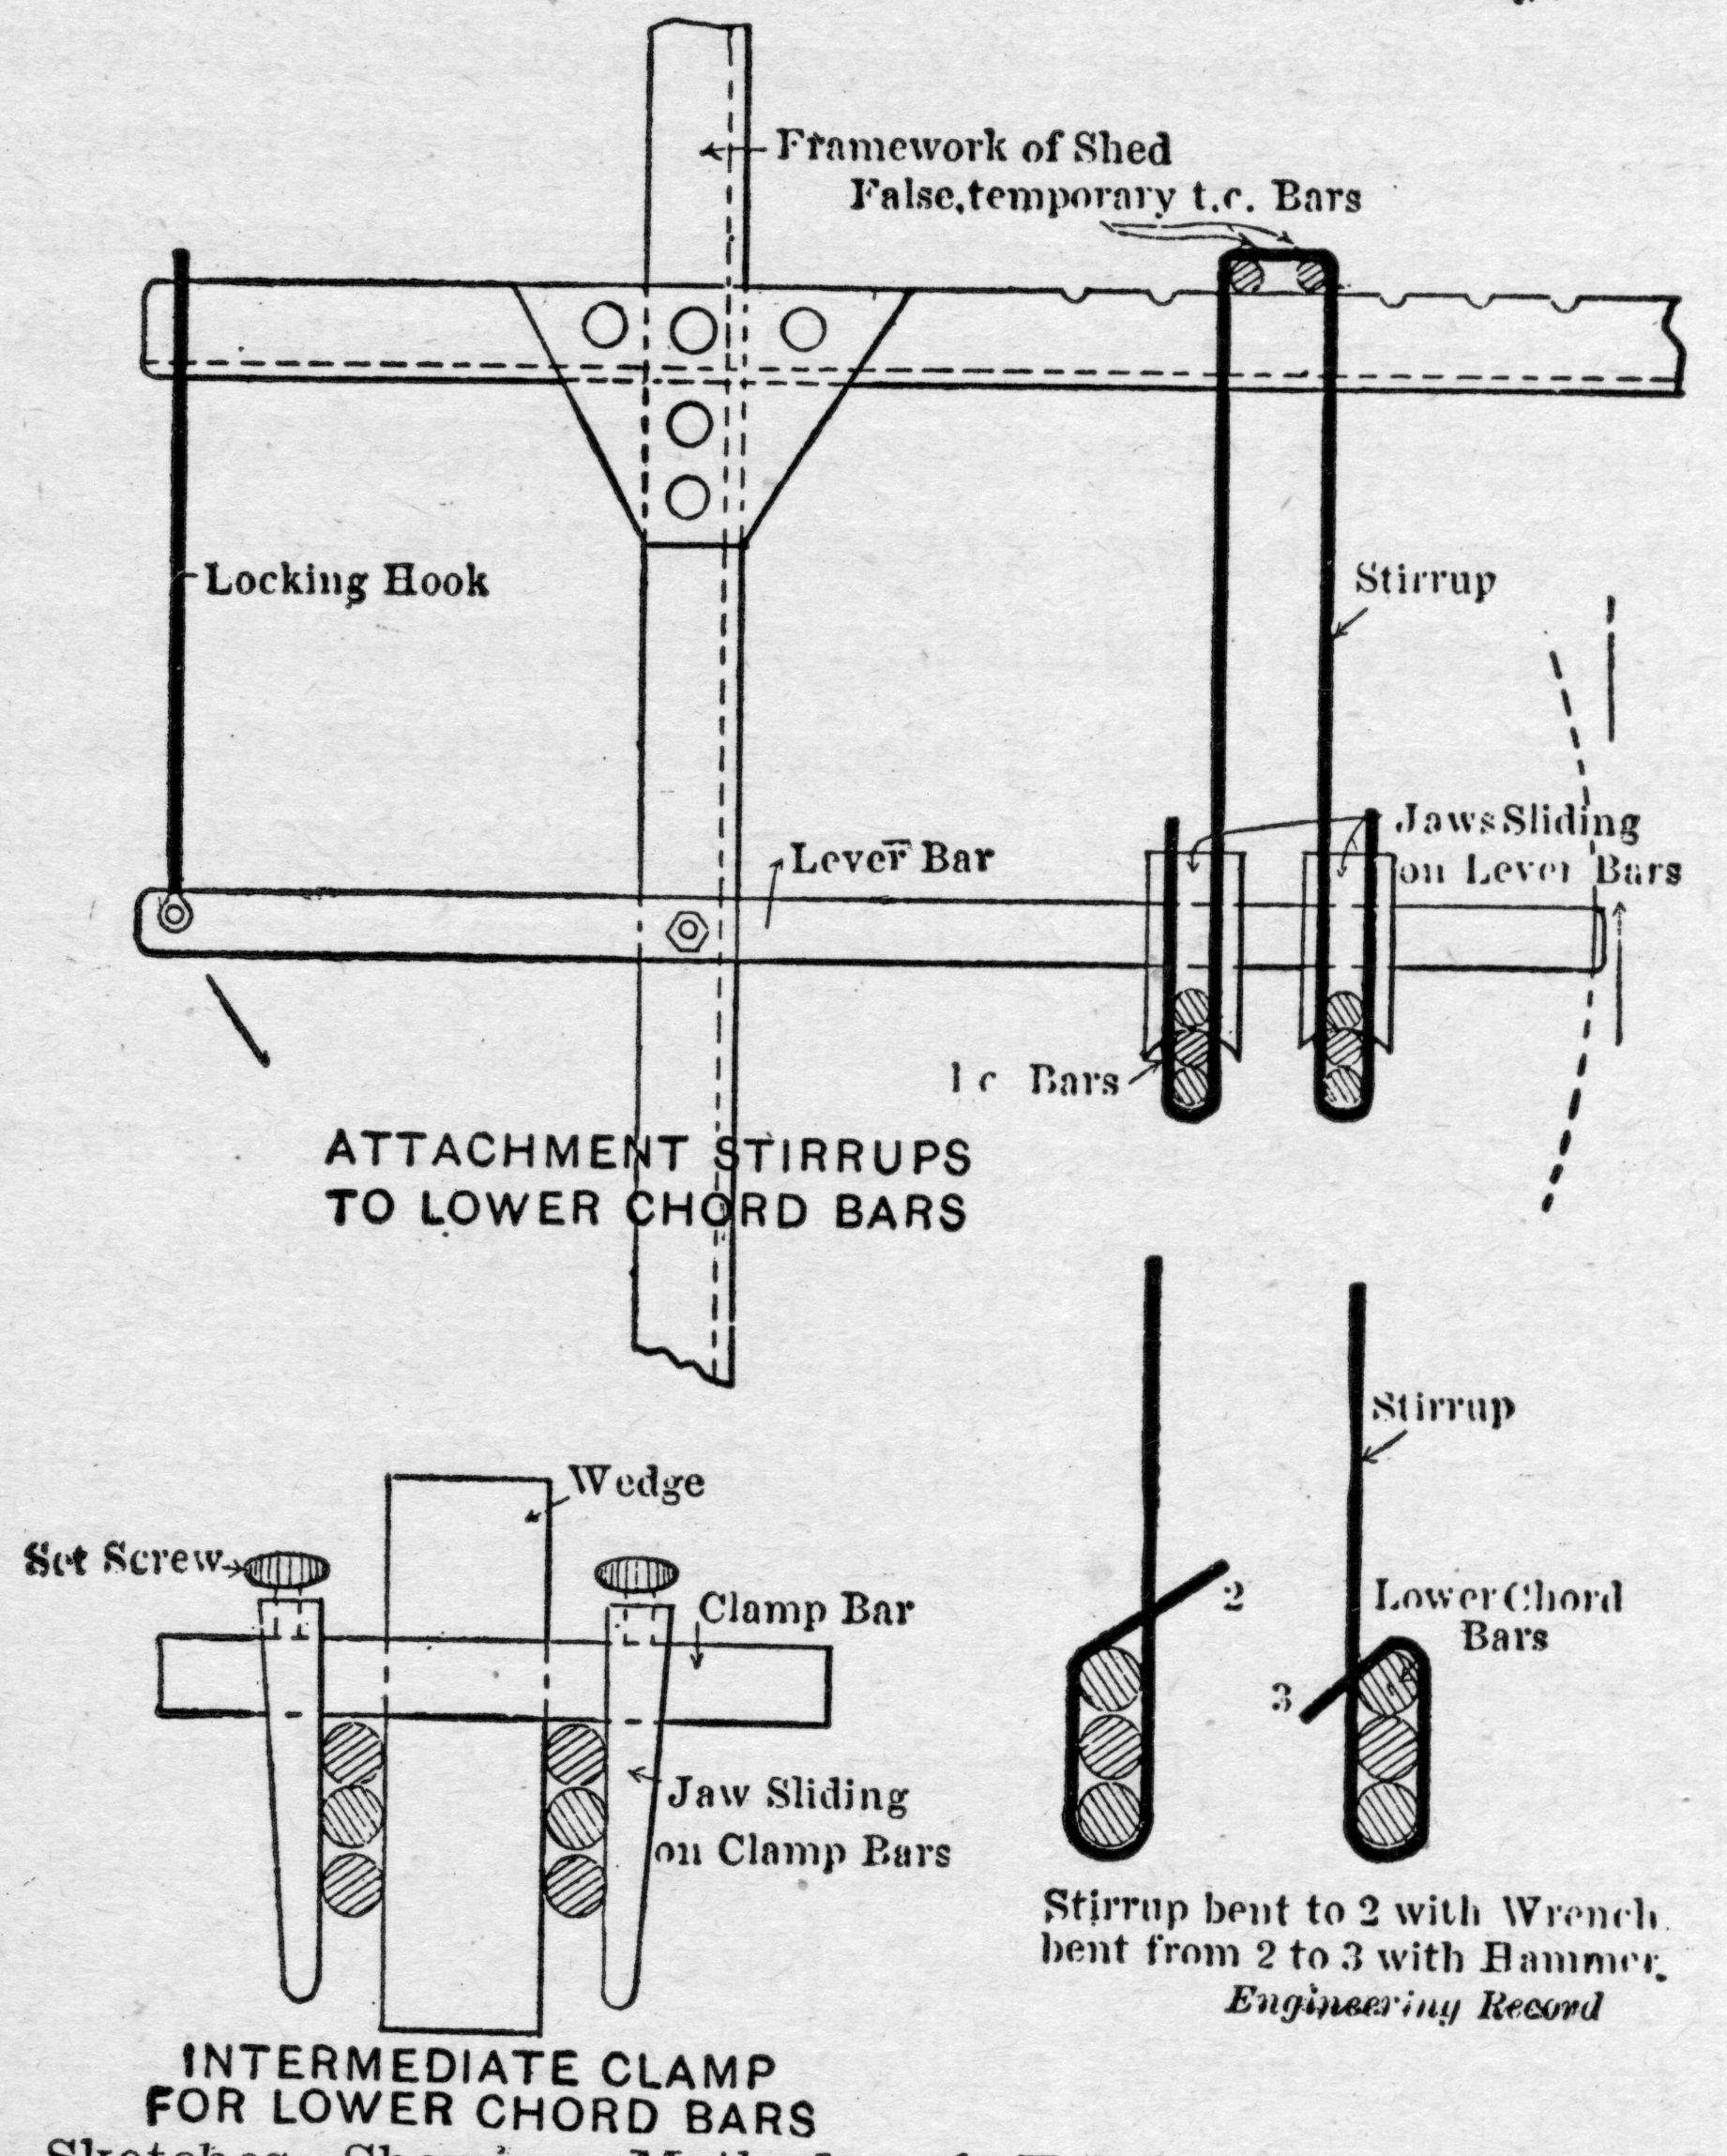 Framework of Shed
False, temporary t.c. Bars
Locking Hook
Stirrup
Lever Bar
Jaws Sliding
on Lever Bars
l c Bars
ATTACHMENT STIRRUPS
TO LOWER CHORD BARS
Stirrup
Wedge
Set Screw
Clamp Bar
2
Lower Chord
Bars
3
Jaw Sliding
on Clamp Bars
Stirrup bent to 2 with Wrench
bent from 2 to 3 with Hammer.
Engineering Record
INTERMEDIATE CLAMP
FOR LOWER CHORD BARS